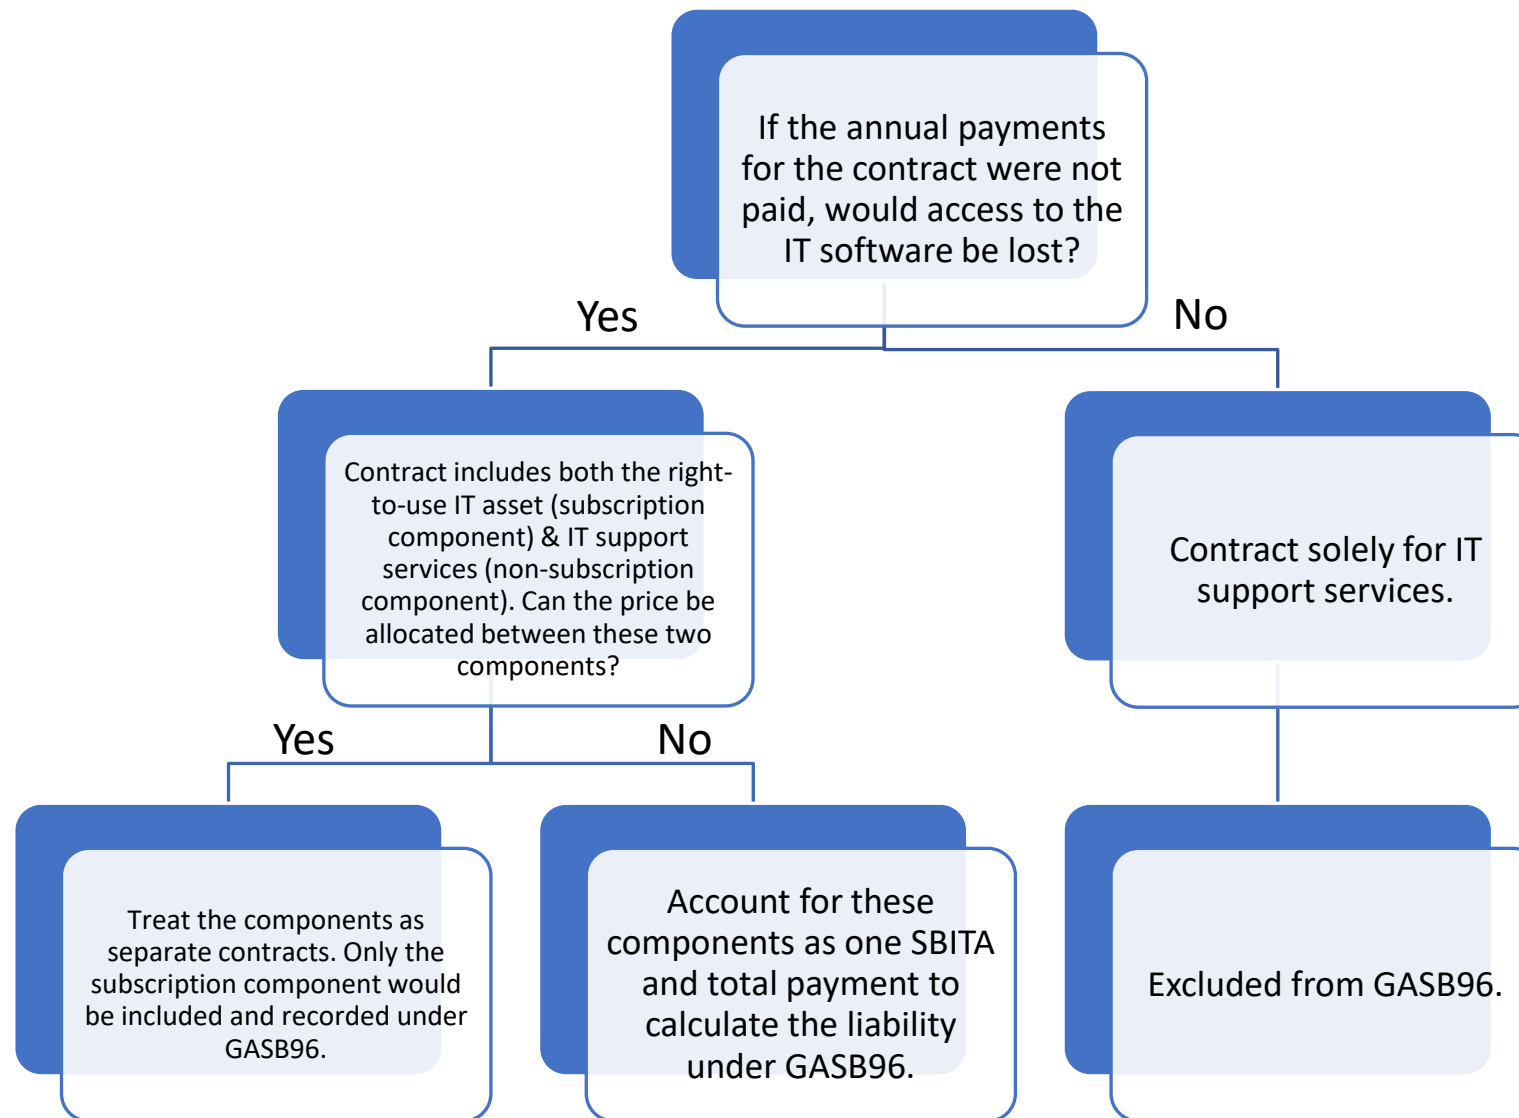 If the annual payments
for the contract were not
paid, would access to the
IT software be lost?
Yes
No
Contract includes both the right-
to-use IT asset (subscription
component) & IT support
services (non-subscription
component). Can the price be
allocated between these two
components?
Contract solely for IT
support services.
Yes
No
Treat the components as
separate contracts. Only the
subscription component would
be included and recorded under
GASB96.
Account for these
components as one SBITA
and total payment to
calculate the liability
under GASB96.
Excluded from GASB96.